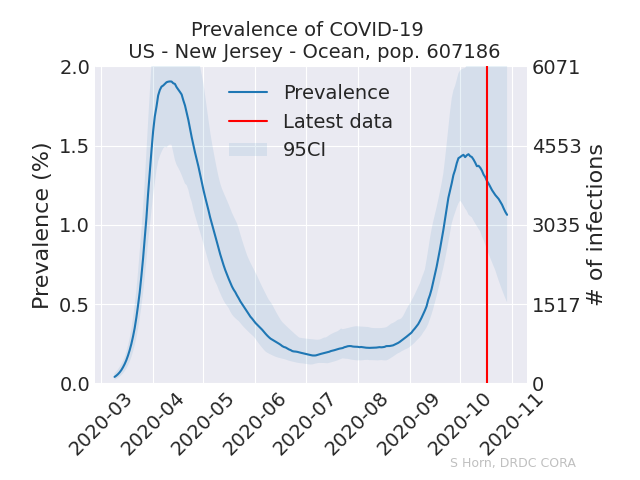 Prevalence of COVID-19
US - New Jersey - Ocean, pop. 607186
2.0
1.5
1.0
0.5
0.0
Prevalence (%)
Prevalence
Latest data
95CI
6071
4553
3035
1517
0
# of infections
2020-03
2020-04
2020-05
2020-06
2020-07
2020-08
2020-09
2020-10
2020-11
S Horn, DRDC CORA